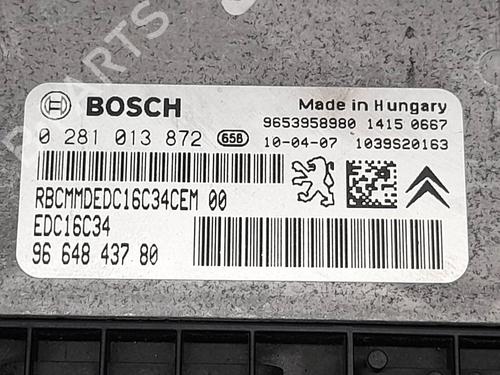 BOSCH
Made in Hungary
9653958980 1415 0667
0 281 013 872 65B 10-04-07 1039S20163
RBCMMDEDC16C34CEM 00
EDC16C34
96 648 437 80